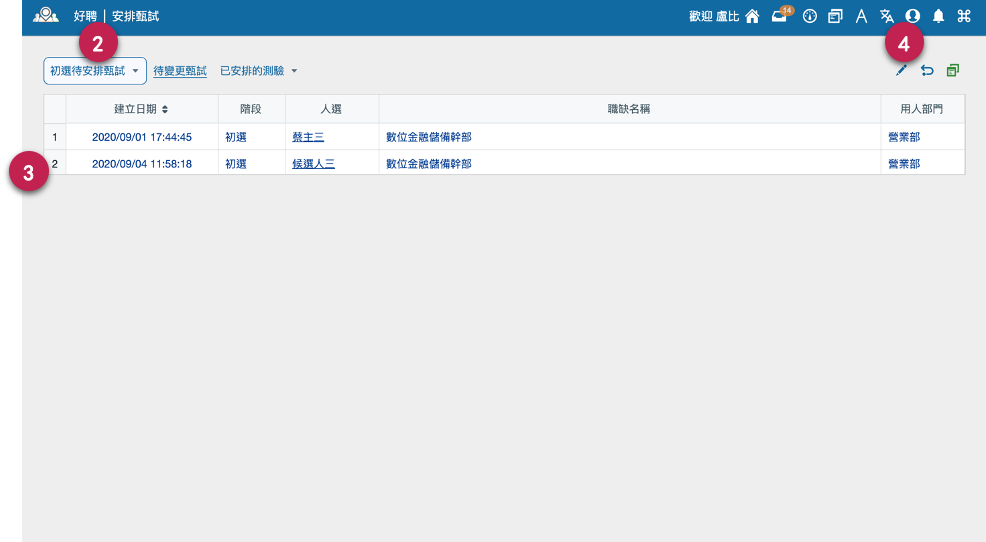 好聘 | 安排甄試
歡迎 盧比 14
2
4
初選待安排甄試 待變更甄試 已安排的測驗
建立日期 階段 人選 職缺名稱 用人部門
1 2020/09/01 17:44:45 初選 蔡主三 數位金融儲備幹部 營業部
2 2020/09/04 11:58:18 初選 候選人三 數位金融儲備幹部 營業部
3